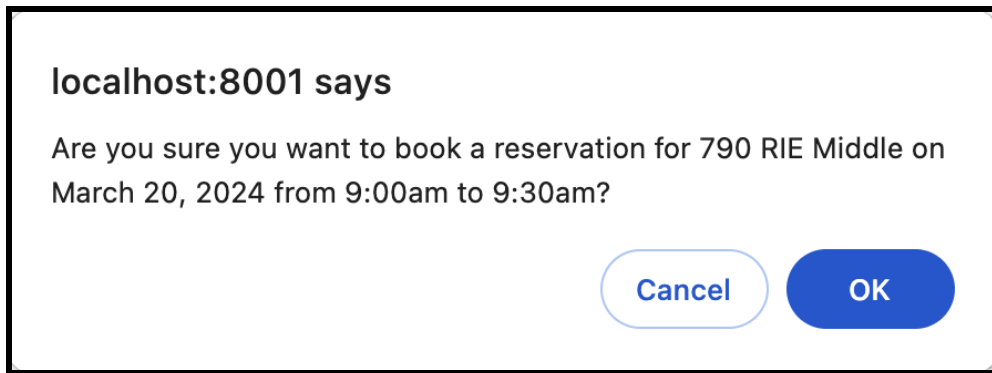 localhost:8001 says
Are you sure you want to book a reservation for 790 RIE Middle on
March 20, 2024 from 9:00am to 9:30am?
Cancel OK